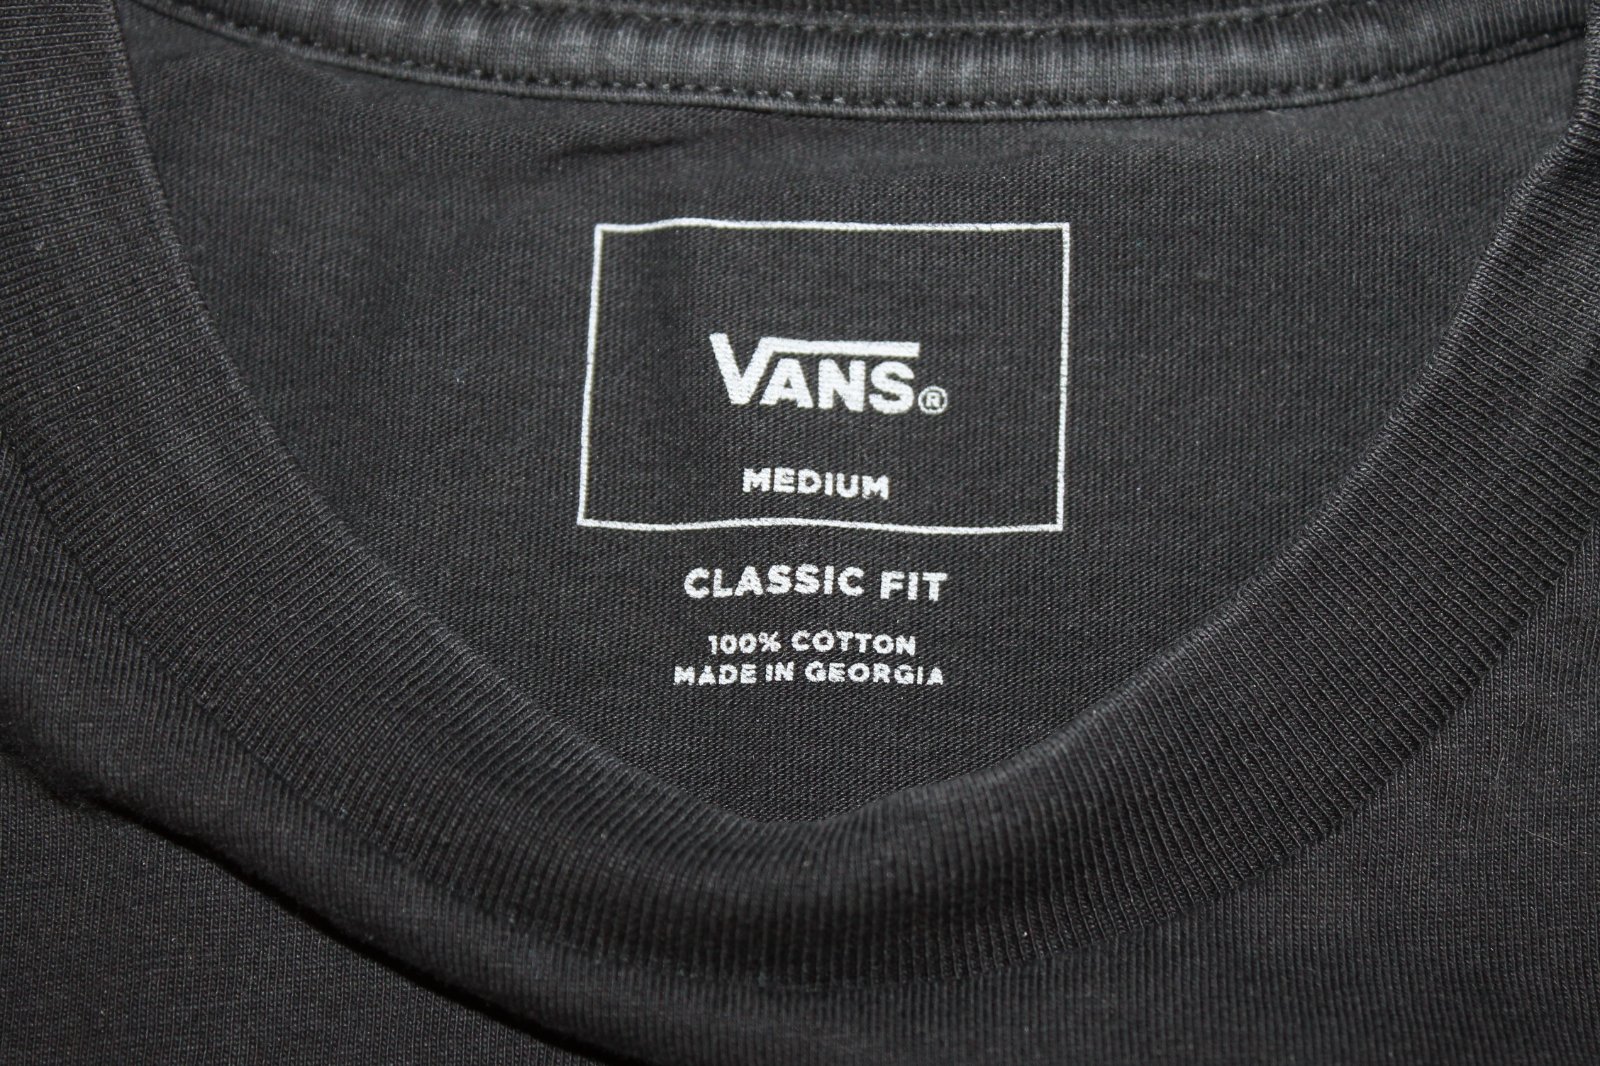 VANS®
MEDIUM
CLASSIC FIT
100% COTTON
MADE IN GEORGIA